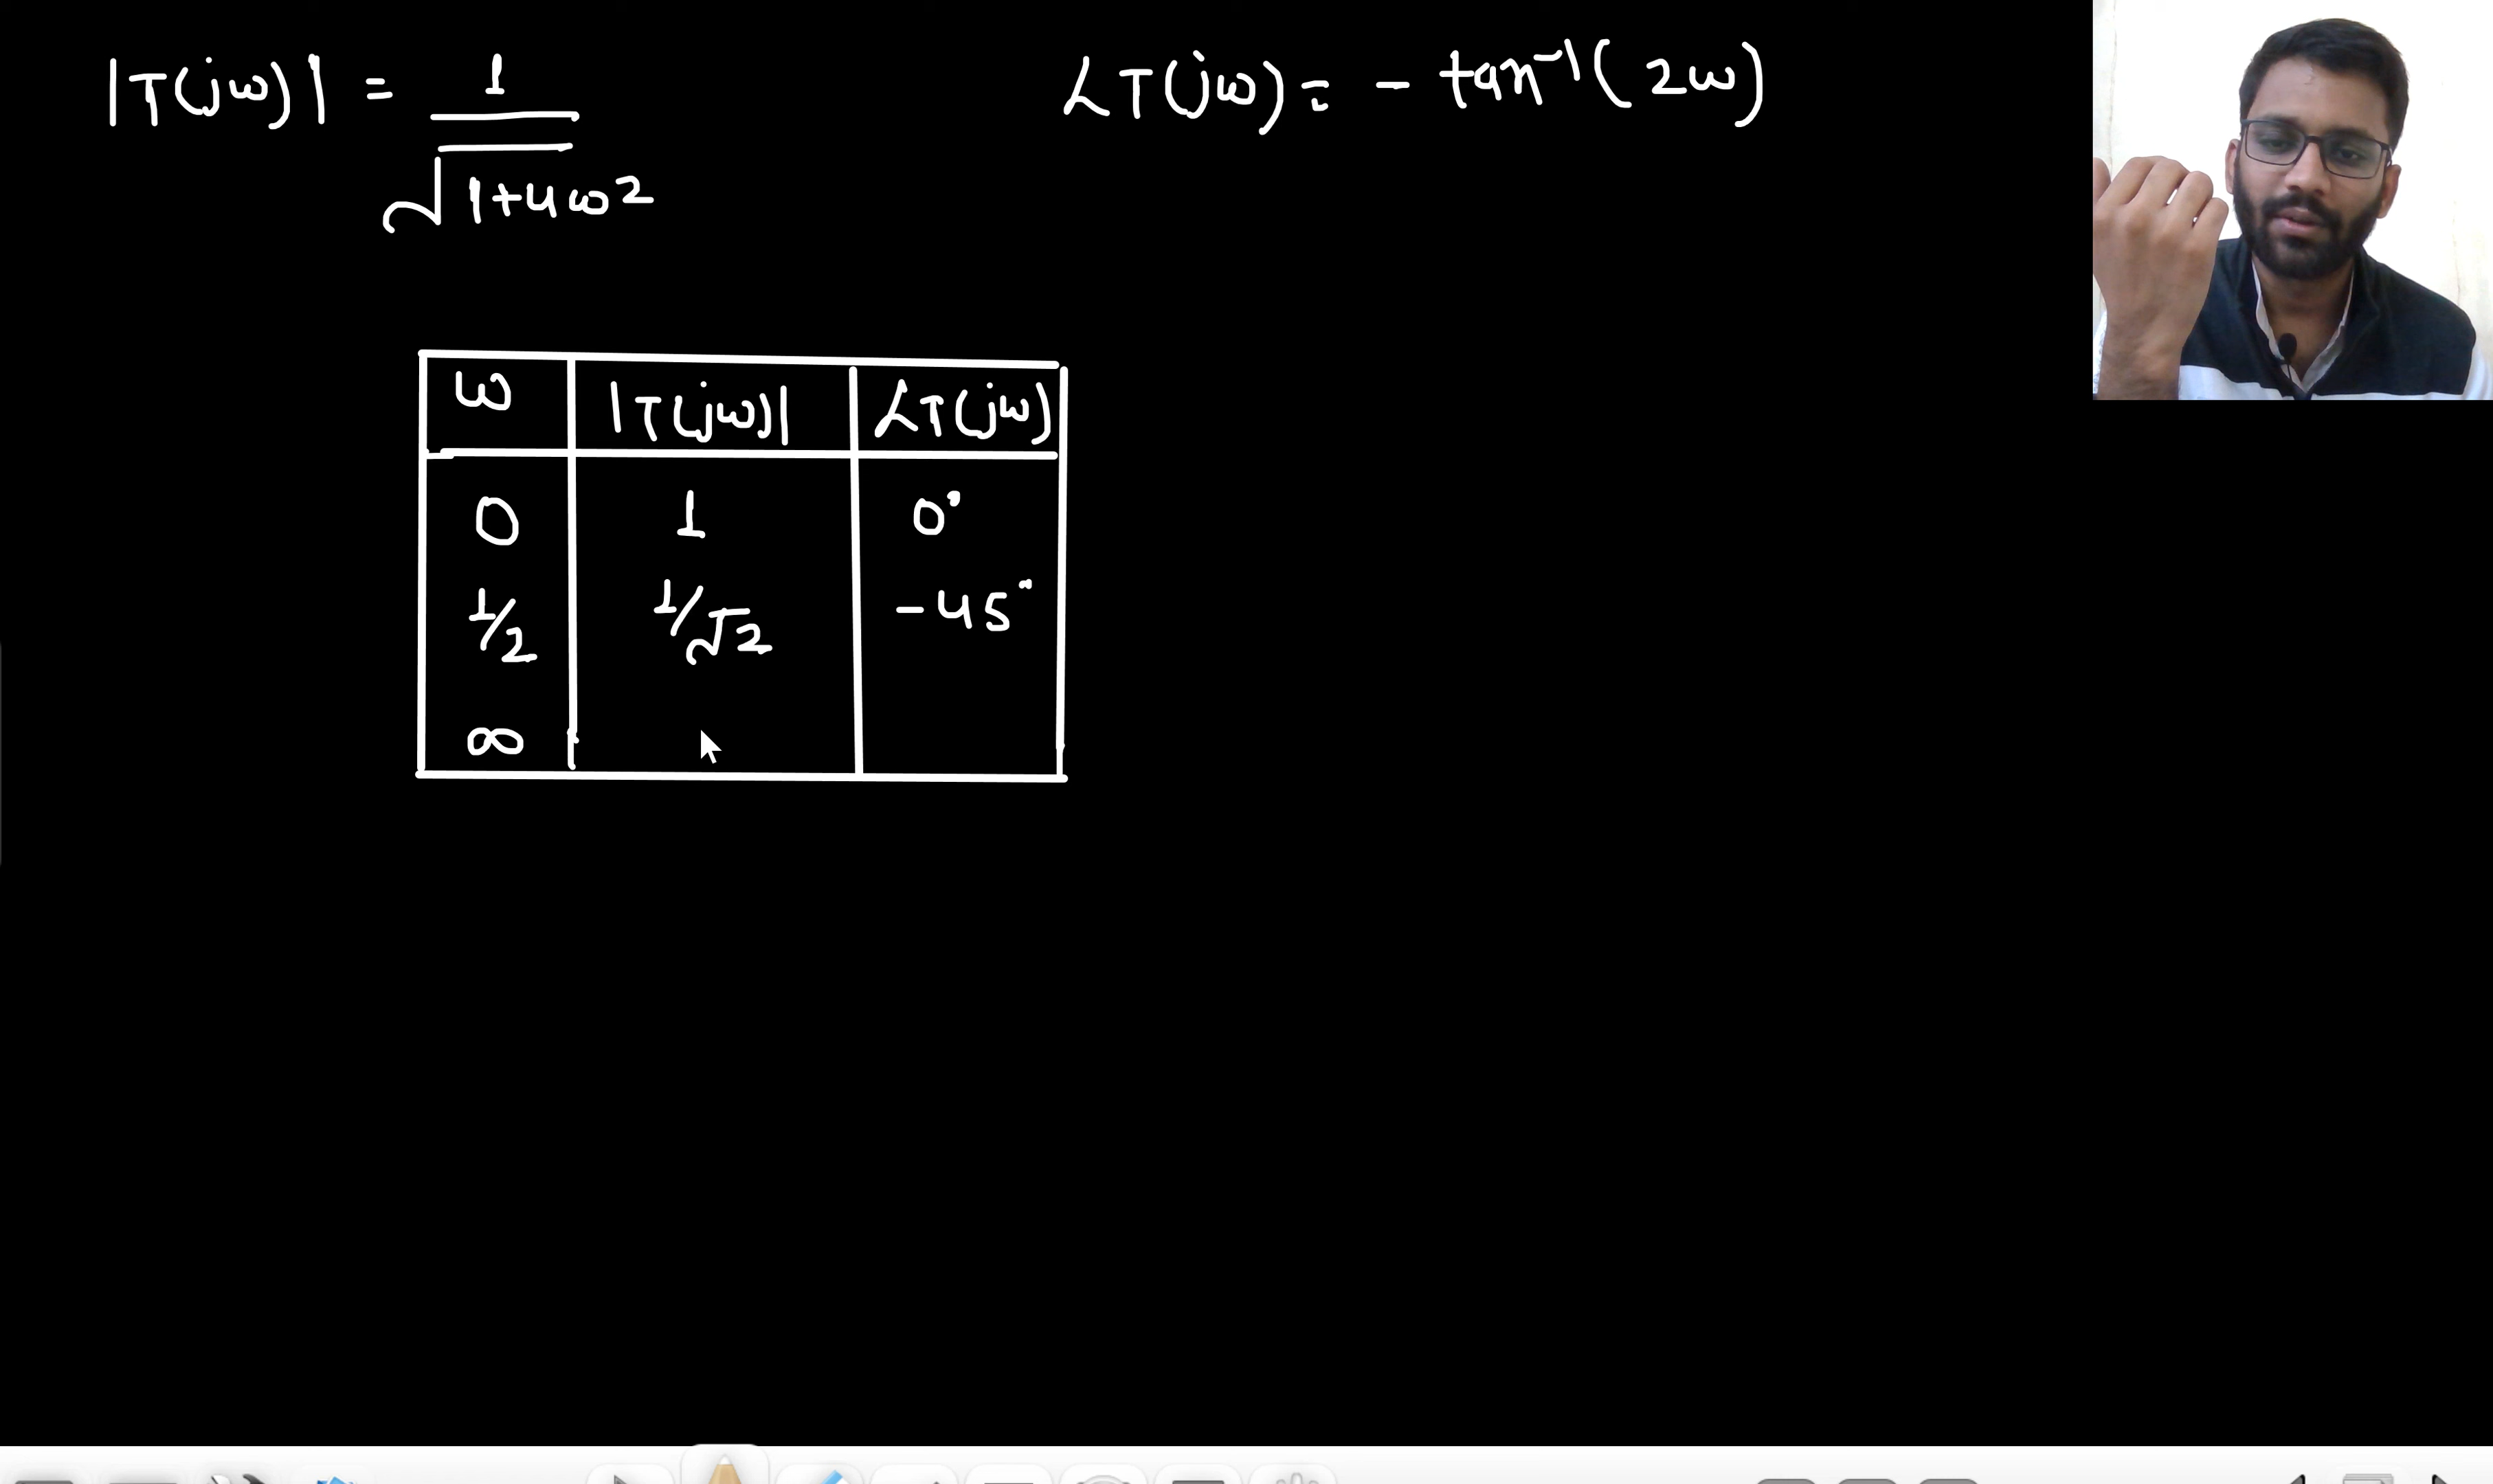 |T(jω)| = 1/√1+4ω² ∠T(jω) = - tan⁻¹(2ω)
ω |T(jω)| ∠T(jω)
0 1 0°
1/2 1/√2 -45°
∞